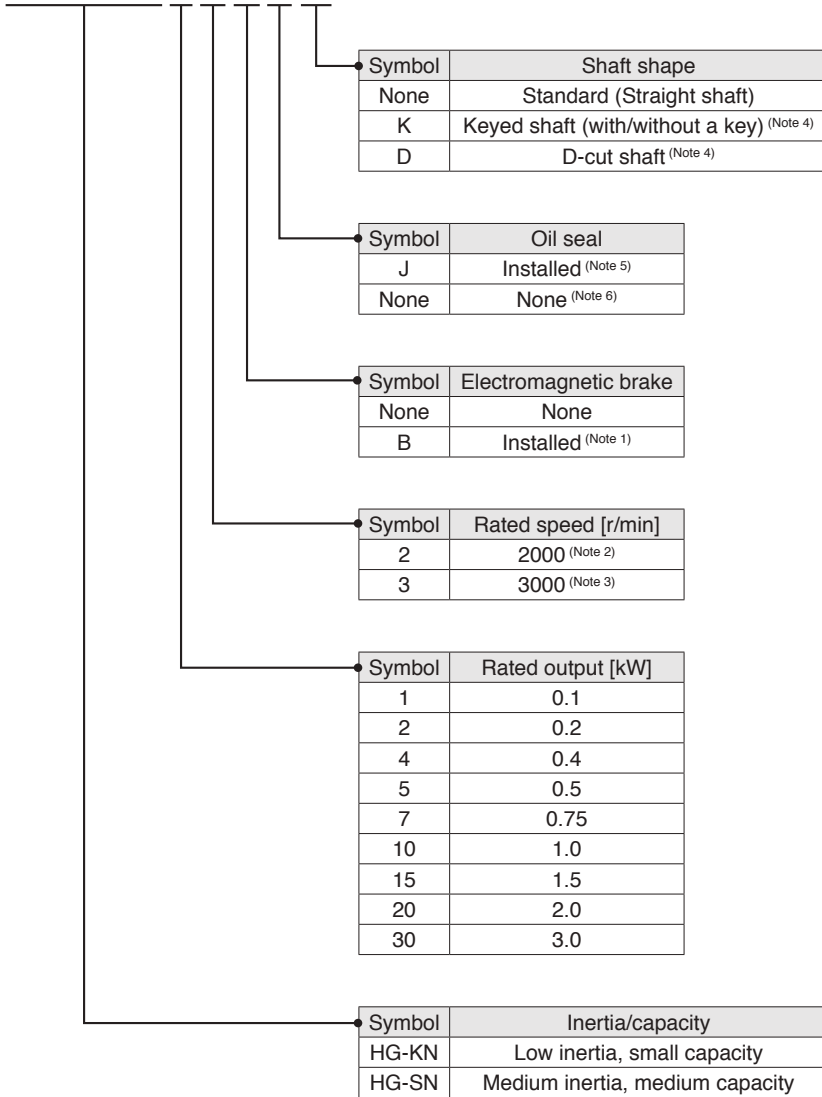 Symbol Shaft shape
None Standard (Straight shaft)
K Keyed shaft (with/without a key) (Note 4)
D D-cut shaft (Note 4)
Symbol Oil seal
J Installed (Note 5)
None None (Note 6)
Symbol Electromagnetic brake
None None
B Installed (Note 1)
Symbol Rated speed [r/min]
2 2000 (Note 2)
3 3000 (Note 3)
Symbol Rated output [kW]
1 0.1
2 0.2
4 0.4
5 0.5
7 0.75
10 1.0
15 1.5
20 2.0
30 3.0
Symbol Inertia/capacity
HG-KN Low inertia, small capacity
HG-SN Medium inertia, medium capacity